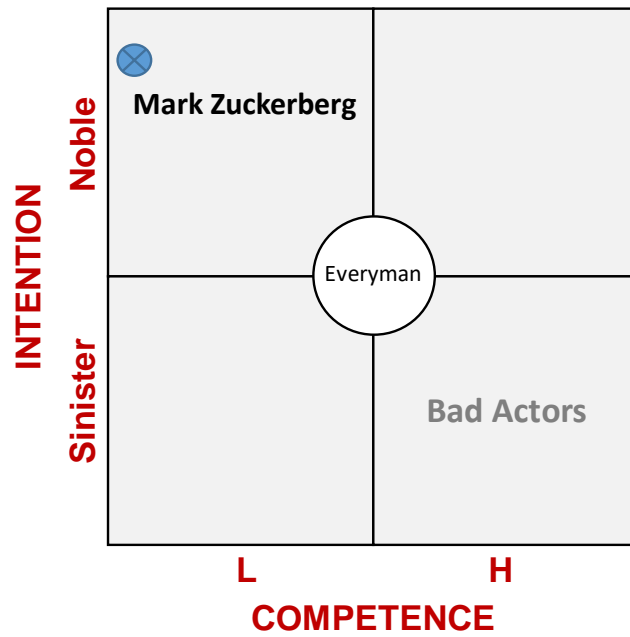 Mark Zuckerberg
Noble
INTENTION
Everyman
Sinister
Bad Actors
L
H
COMPETENCE